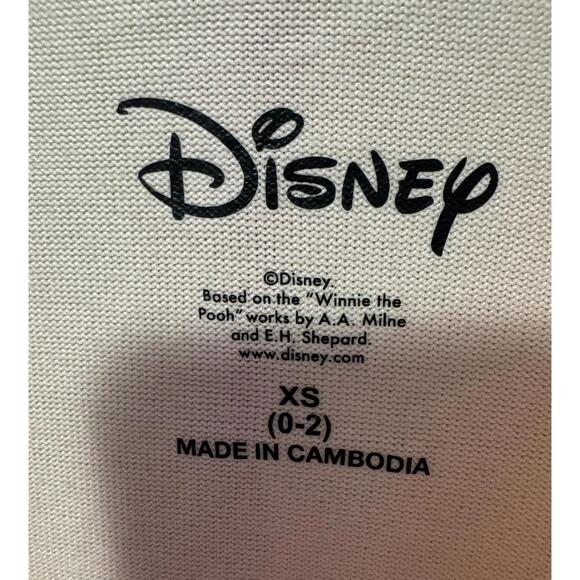 Disney
©Disney.
Based on the "Winnie the
Pooh" works by A.A. Milne
and E.H. Shepard.
www.disney.com
XS
(0-2)
MADE IN CAMBODIA